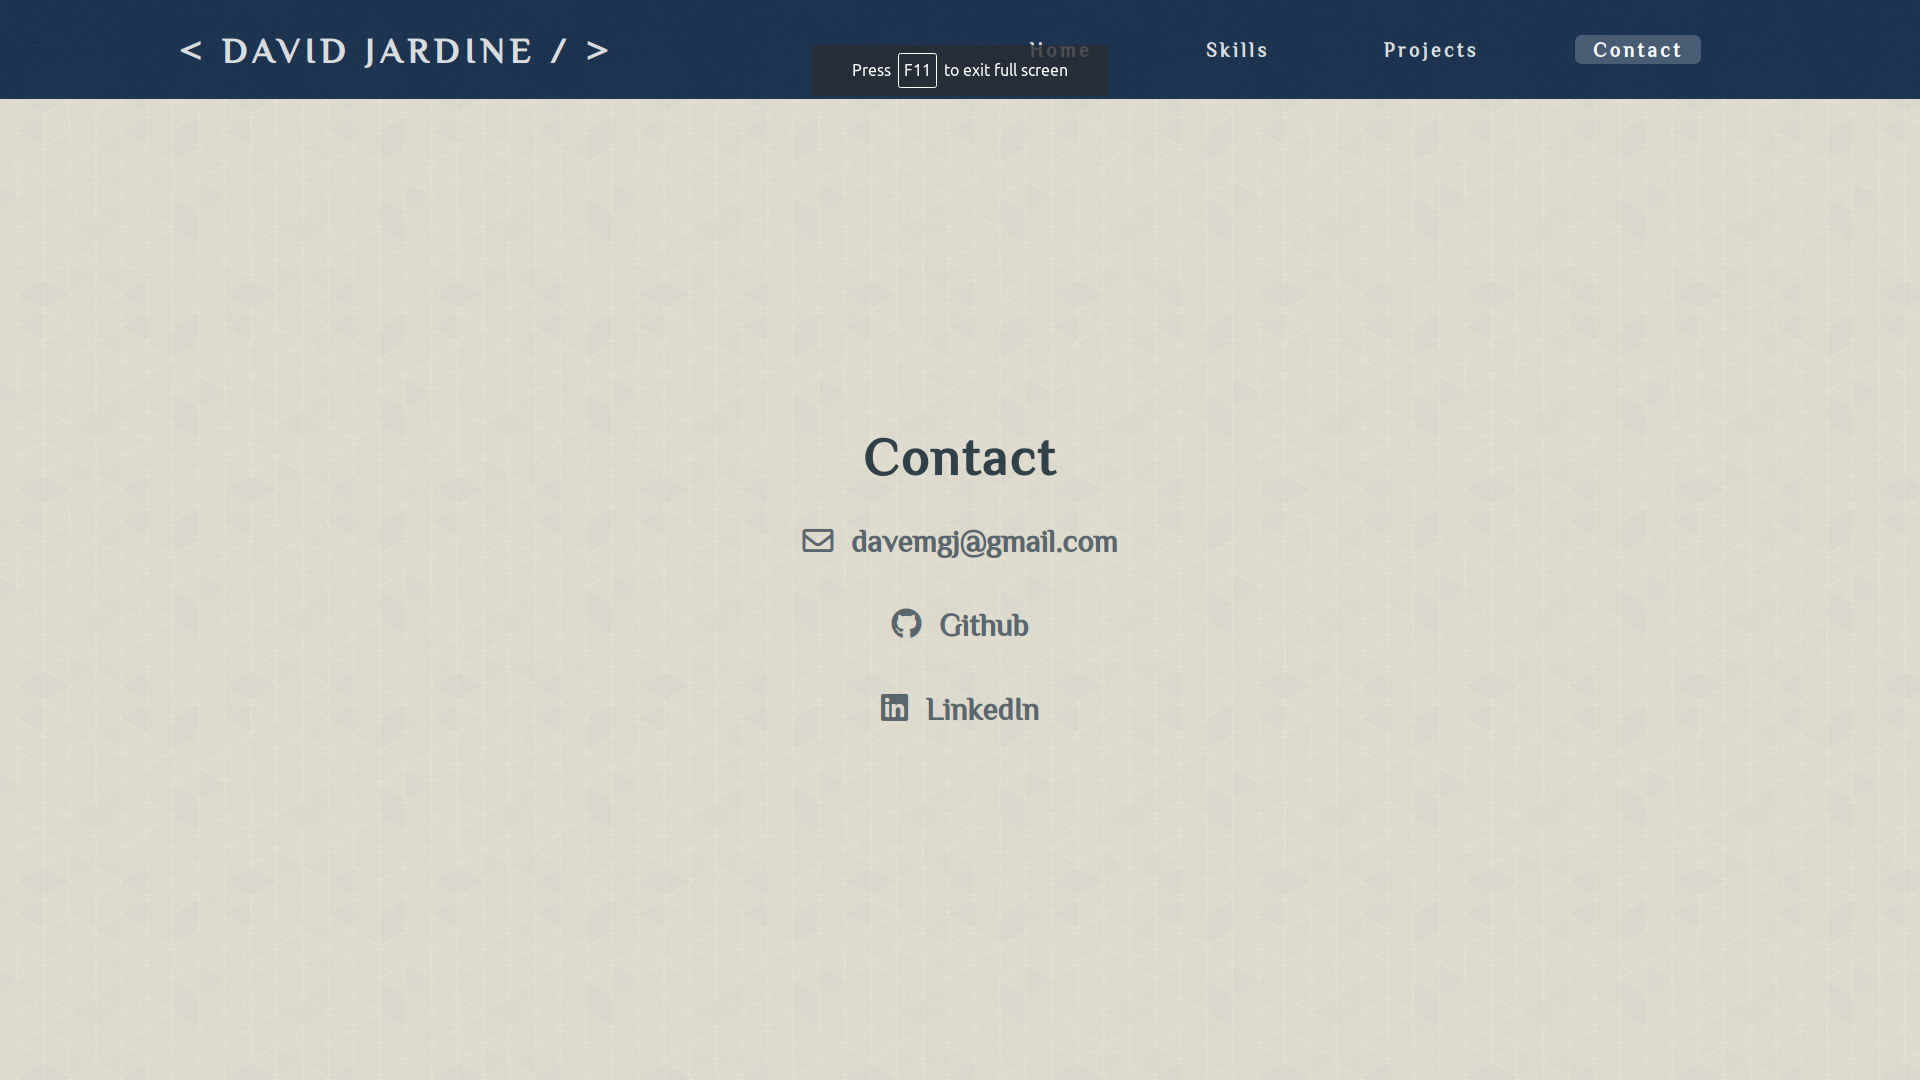 < DAVID JARDINE / >
Home
Skills
Projects
Contact
Press F11 to exit full screen
Contact
davemgj@gmail.com
Github
LinkedIn